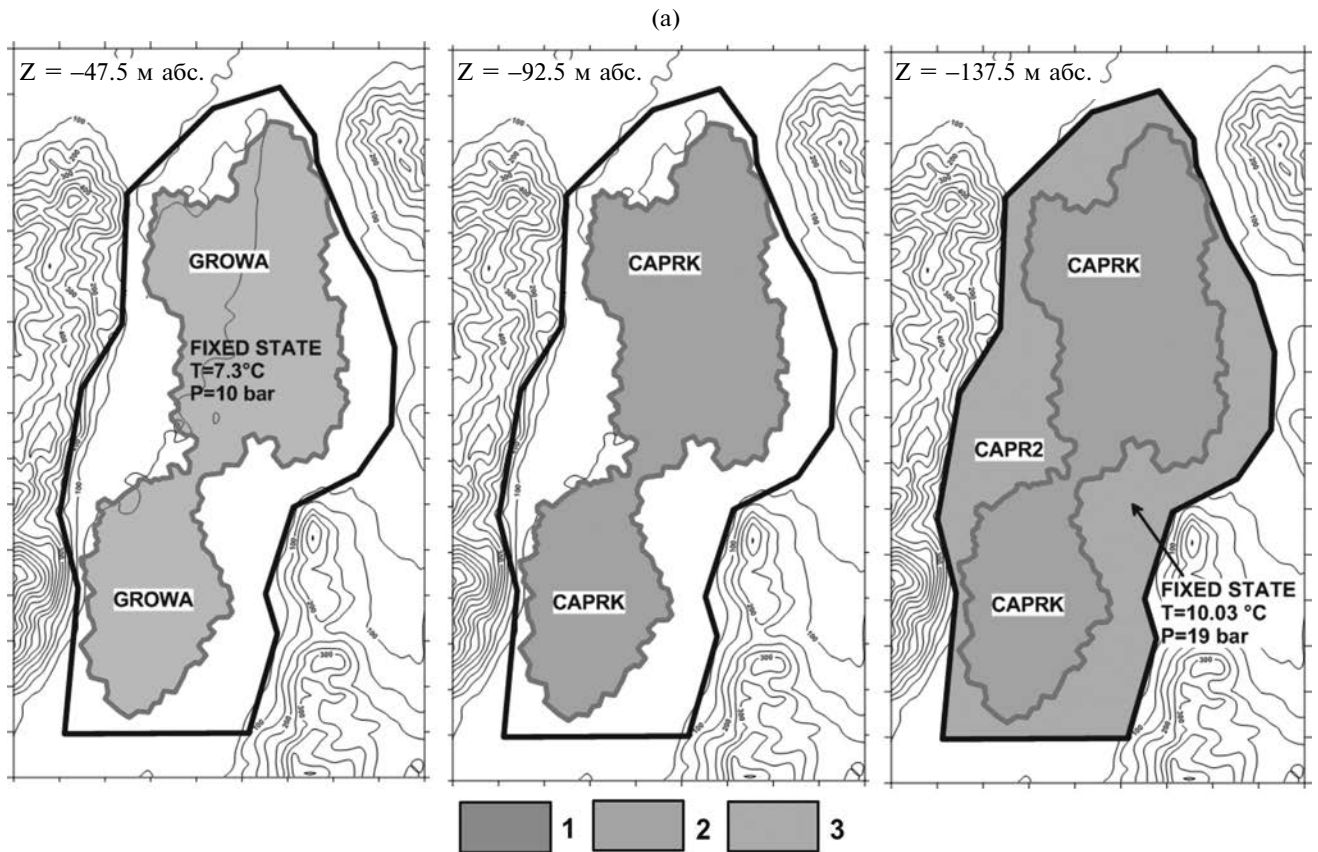 (а)
Z = –47.5 м абс.
GROWA
FIXED STATE
T=7.3°C
P=10 bar
GROWA
Z = –92.5 м абс.
CAPRK
CAPRK
Z = –137.5 м абс.
CAPRK
CAPR2
CAPRK
FIXED STATE
T=10.03 °C
P=19 bar
1
2
3